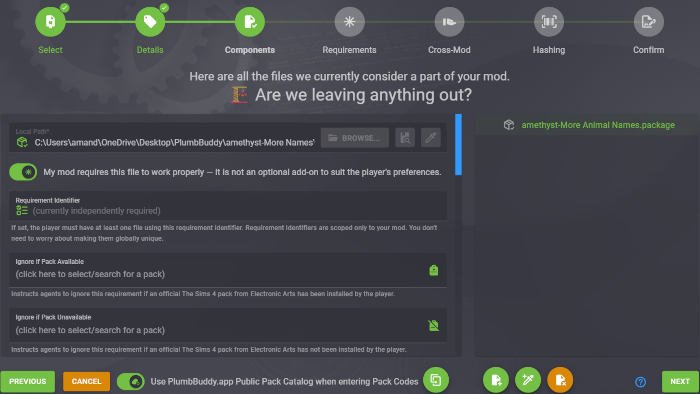 Select
Details
Components
Requirements
Cross-Mod
Hashing
Confirm
Here are all the files we currently consider a part of your mod.
Are we leaving anything out?
Local Path*
C:\Users\amand\OneDrive\Desktop\PlumbBuddy\amethyst-More Names'
BROWSE...
amethyst-More Animal Names.package
My mod requires this file to work properly — it is not an optional add-on to suit the player's preferences.
Requirement Identifier
(currently independently required)
If set, the player must have at least one file using this requirement identifier. Requirement identifiers are scoped only to your mod. You don't
need to worry about making them globally unique.
Ignore if Pack Available
(click here to select/search for a pack)
Instructs agents to ignore this requirement if an official The Sims 4 pack from Electronic Arts has been installed by the player.
Ignore if Pack Unavailable
(click here to select/search for a pack)
Instructs agents to ignore this requirement if an official The Sims 4 pack from Electronic Arts has not been installed by the player.
PREVIOUS
CANCEL
Use PlumbBuddy.app Public Pack Catalog when entering Pack Codes
NEXT